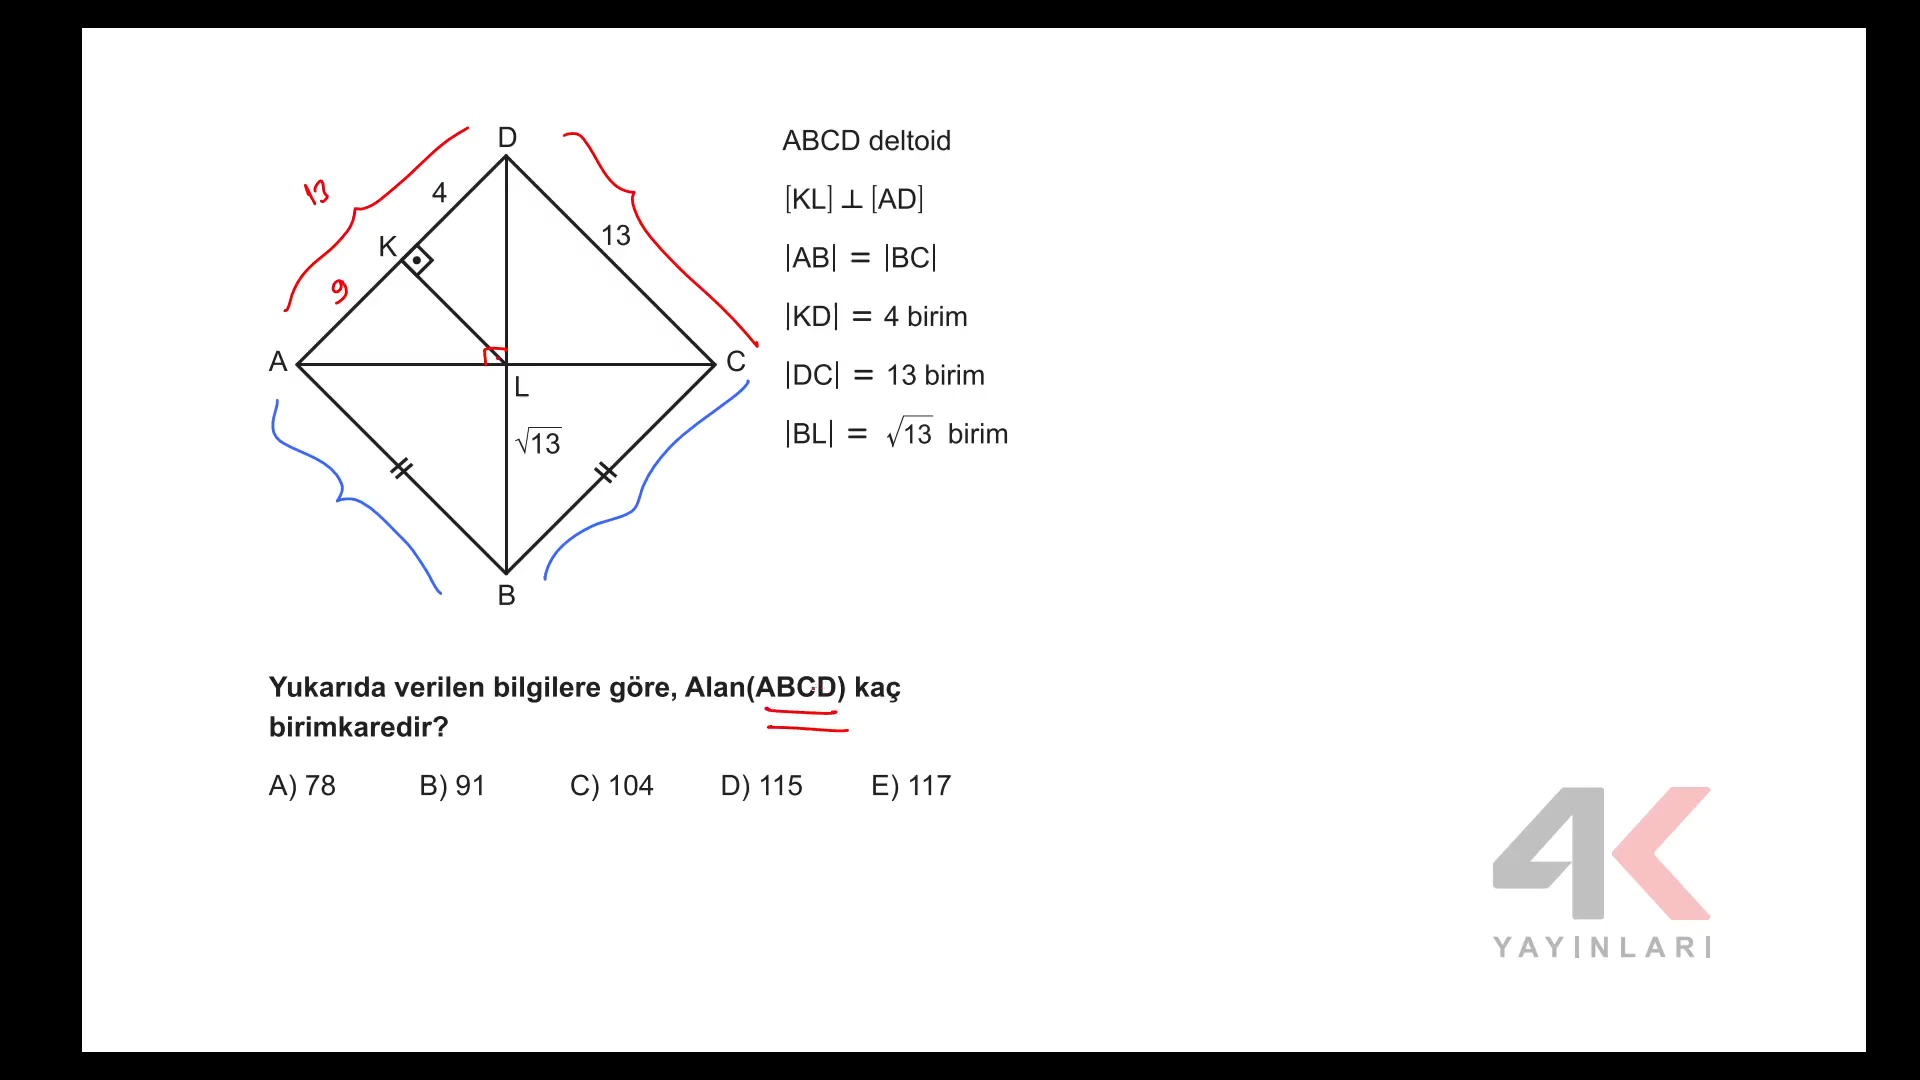 D
ABCD deltoid
4
13
K
[KL] ⊥ [AD]
13
|AB| = |BC|
9
|KD| = 4 birim
A
C
|DC| = 13 birim
L
√13
|BL| = √13 birim
B
Yukarıda verilen bilgilere göre, Alan(ABCD) kaç
birimkaredir?
A) 78 B) 91 C) 104 D) 115 E) 117
4K
YAYINLARI